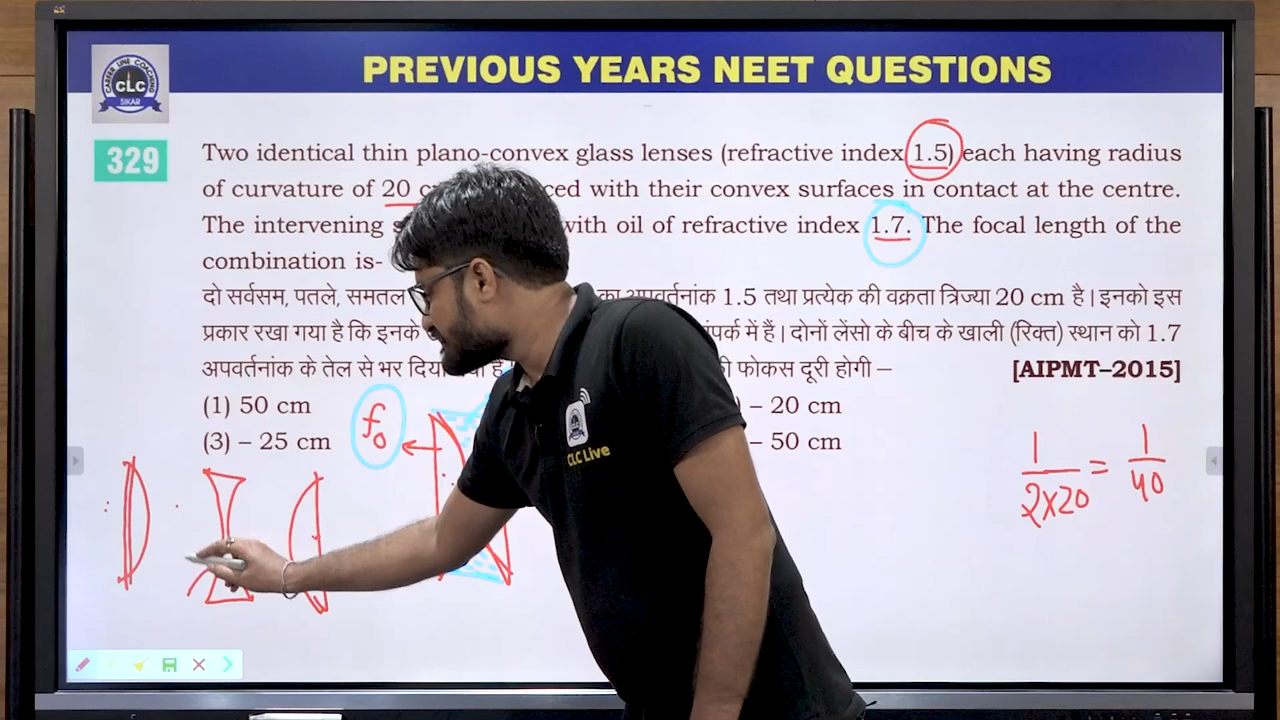 PREVIOUS YEARS NEET QUESTIONS
CAREER LINE COACHING
CLC
SIKAR
329
Two identical thin plano-convex glass lenses (refractive index 1.5) each having radius
of curvature of 20 with their convex surfaces in contact at the centre.
The intervening with oil of refractive index 1.7. The focal length of the
combination is-
दो सर्वसम, पतले, समतल अपवर्तनांक 1.5 तथा प्रत्येक की वक्रता त्रिज्या 20 cm है। इनको इस
प्रकार रखा गया है कि इनके में हैं। दोनों लेंसो के बीच के खाली (रिक्त) स्थान को 1.7
अपवर्तनांक के तेल से भर दिया फोकस दूरी होगी –
[AIPMT–2015]
(1) 50 cm
– 20 cm
(3) – 25 cm
– 50 cm
f0
1/2×20 = 1/40
CLC Live